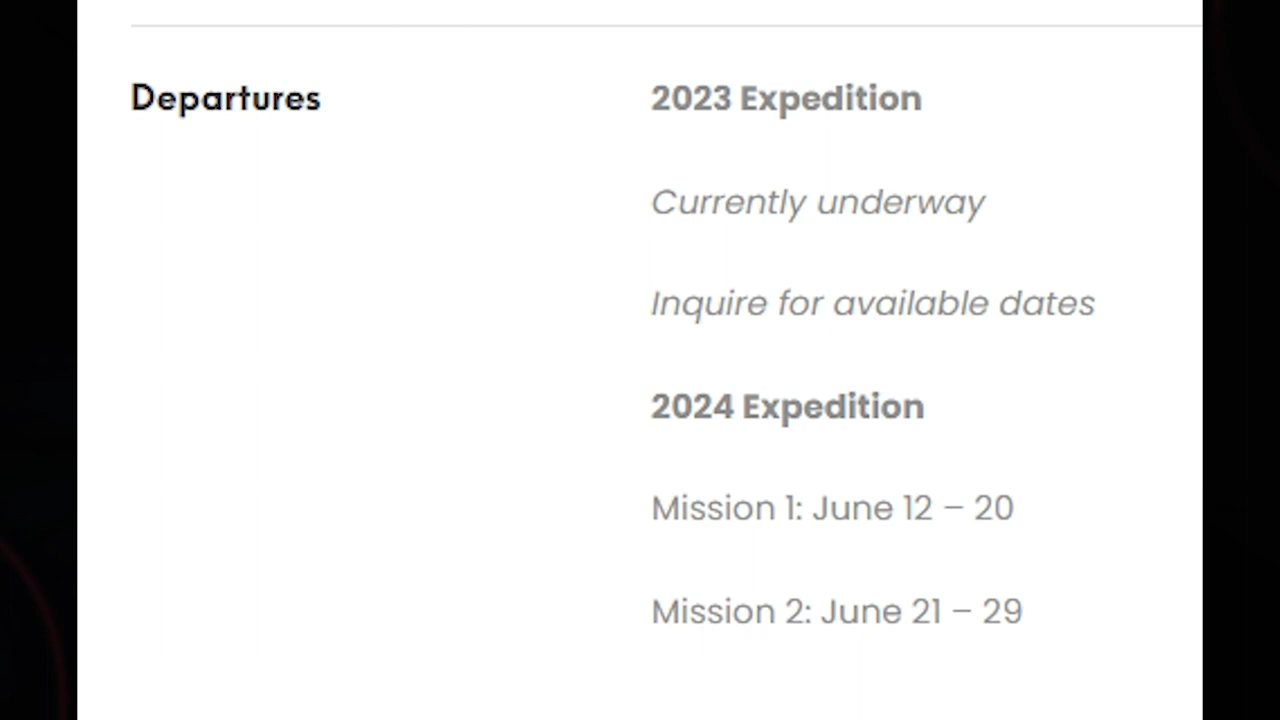 Departures
2023 Expedition
Currently underway
Inquire for available dates
2024 Expedition
Mission 1: June 12 – 20
Mission 2: June 21 – 29